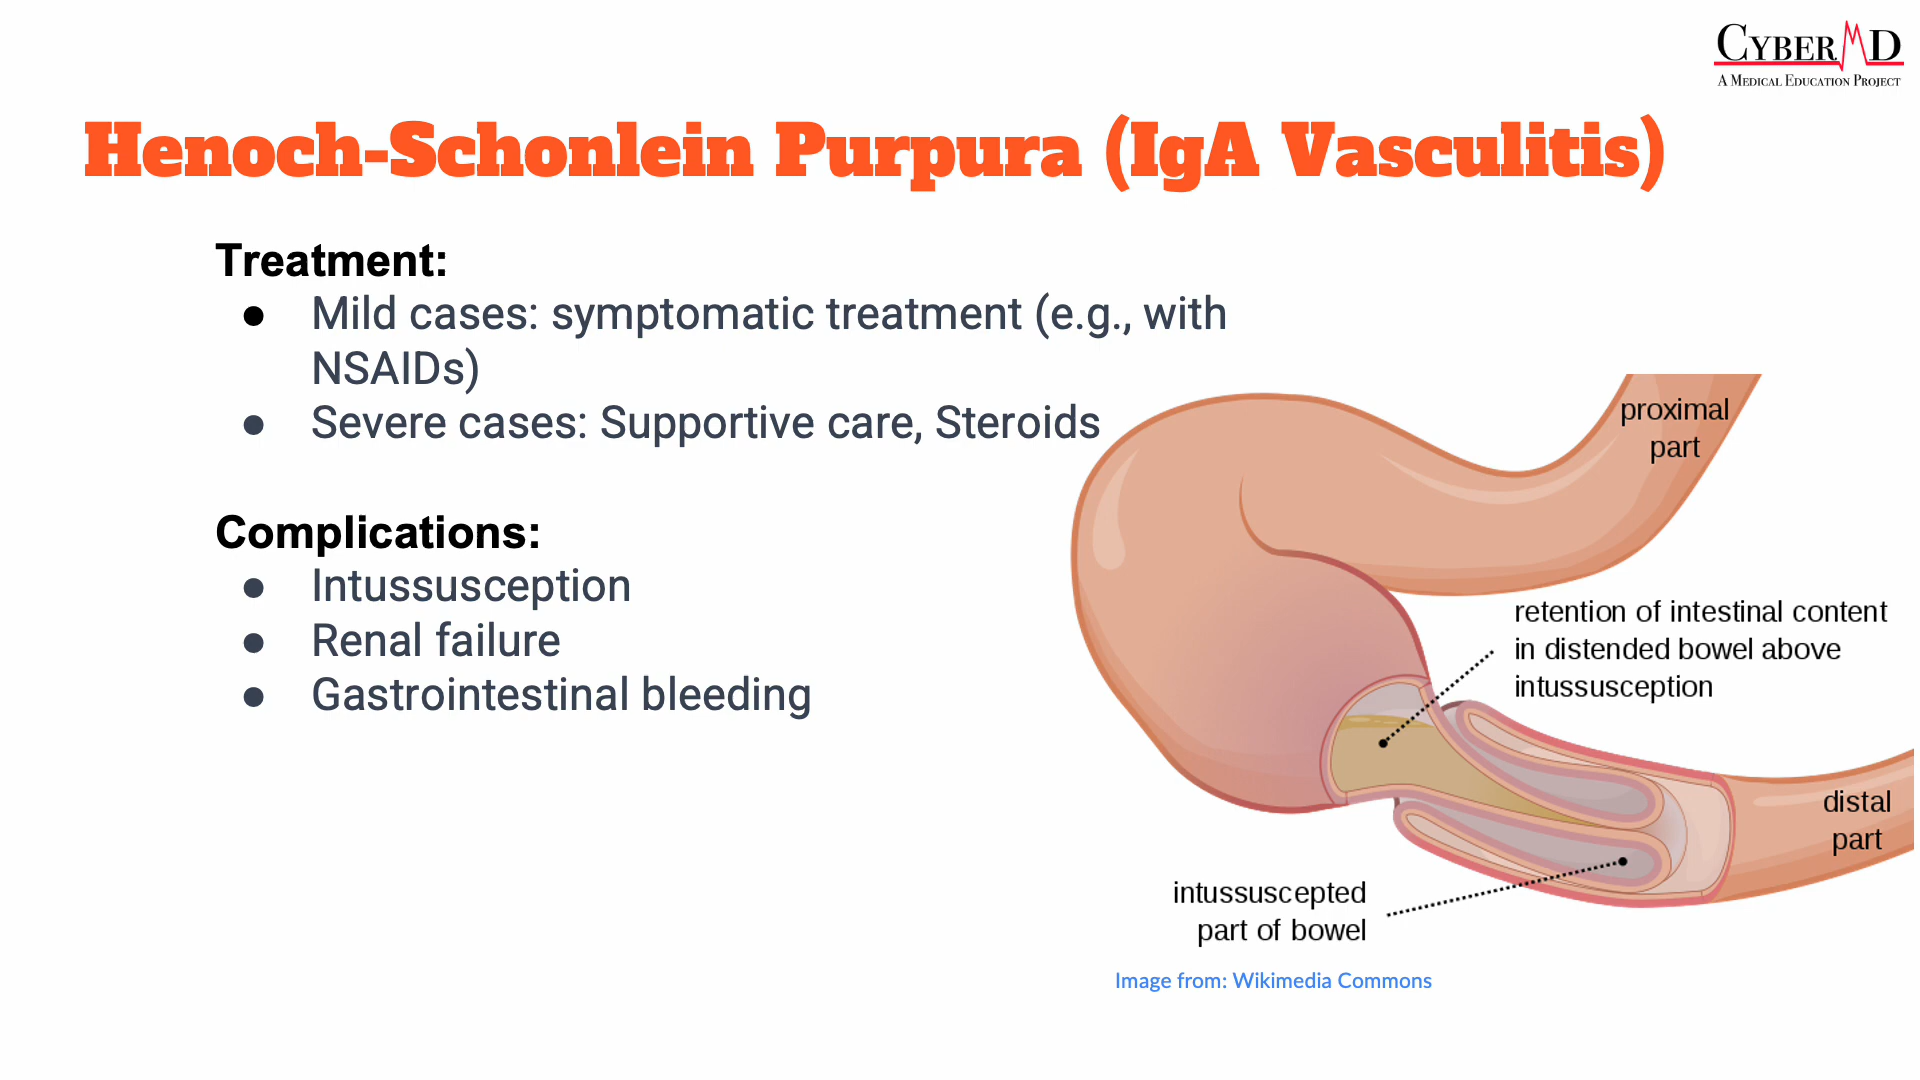 CYBERMD
A MEDICAL EDUCATION PROJECT
Henoch-Schonlein Purpura (IgA Vasculitis)
Treatment:
● Mild cases: symptomatic treatment (e.g., with
NSAIDs)
● Severe cases: Supportive care, Steroids
Complications:
● Intussusception
● Renal failure
● Gastrointestinal bleeding
proximal
part
retention of intestinal content
in distended bowel above
intussusception
distal
part
intussuscepted
part of bowel
Image from: Wikimedia Commons